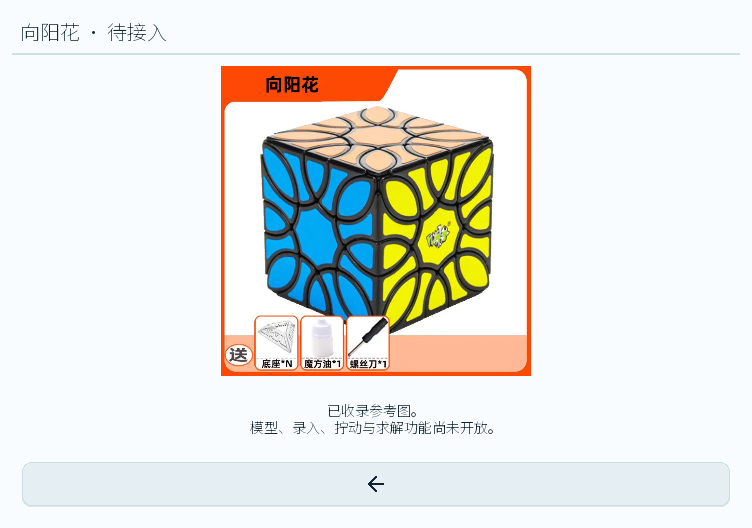 向阳花 · 待接入
向阳花
送
底座*N
魔方油*1
螺丝刀*1
已收录参考图。
模型、录入、拧动与求解功能尚未开放。